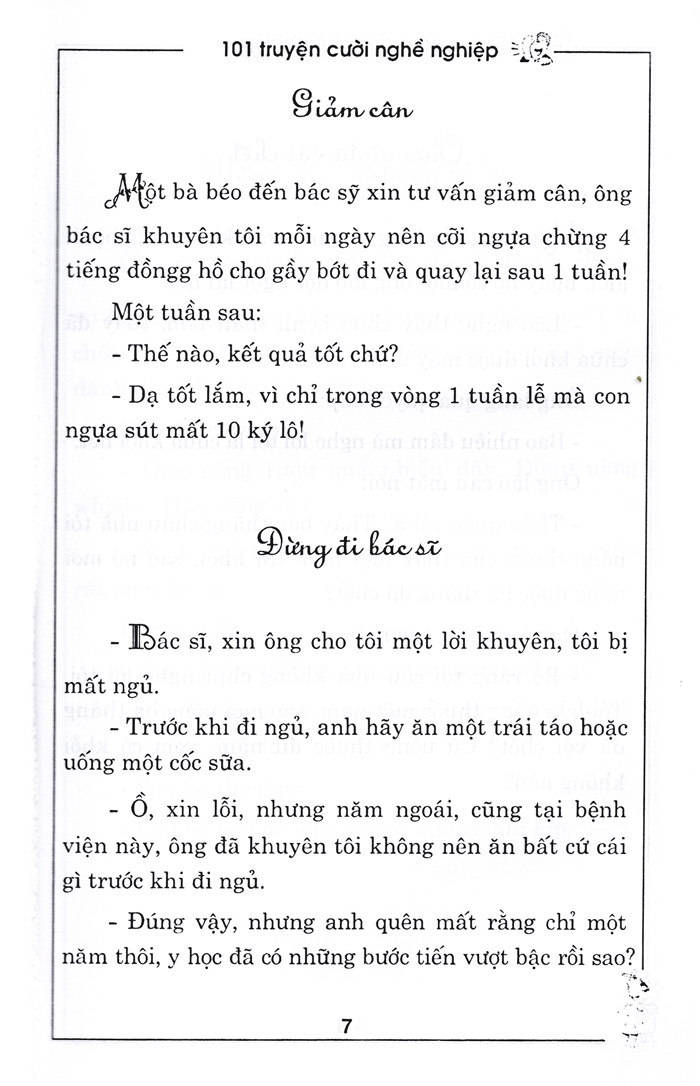 101 truyện cười nghề nghiệp
Giảm cân
Một bà béo đến bác sỹ xin tư vấn giảm cân, ông
bác sĩ khuyên tôi mỗi ngày nên cỡi ngựa chừng 4
tiếng đồngg hồ cho gầy bớt đi và quay lại sau 1 tuần!
Một tuần sau:
- Thế nào, kết quả tốt chứ?
- Dạ tốt lắm, vì chỉ trong vòng 1 tuần lễ mà con
ngựa sút mất 10 ký lô!
Đừng đi bác sĩ
- Bác sĩ, xin ông cho tôi một lời khuyên, tôi bị
mất ngủ.
- Trước khi đi ngủ, anh hãy ăn một trái táo hoặc
uống một cốc sữa.
- Ồ, xin lỗi, nhưng năm ngoái, cũng tại bệnh
viện này, ông đã khuyên tôi không nên ăn bất cứ cái
gì trước khi đi ngủ.
- Đúng vậy, nhưng anh quên mất rằng chỉ một
năm thôi, y học đã có những bước tiến vượt bậc rồi sao?
7